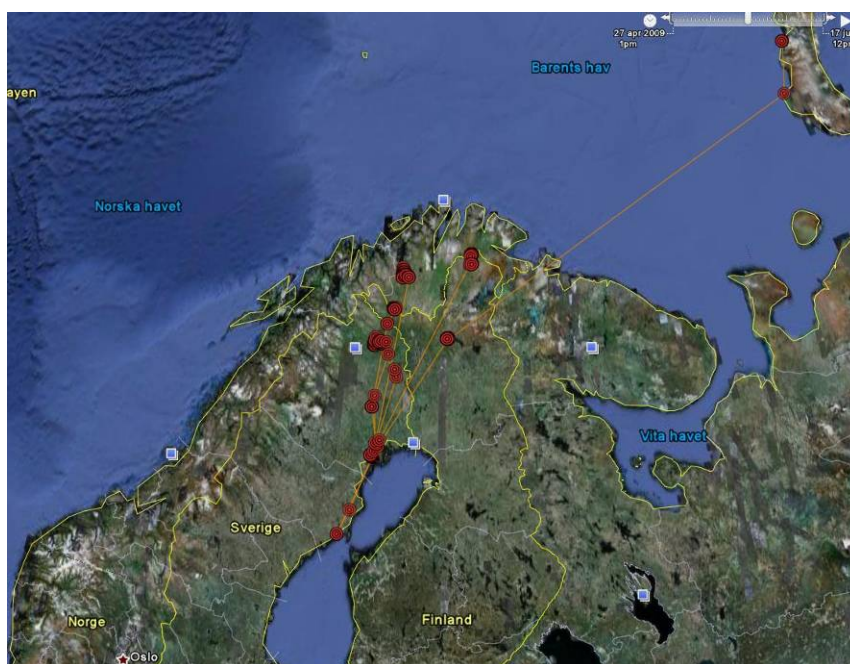 27 apr 2009
1pm
17 ju
12p
Barents hav
ayen
Norska havet
Vita havet
Sverige
Norge
Finland
Oslo